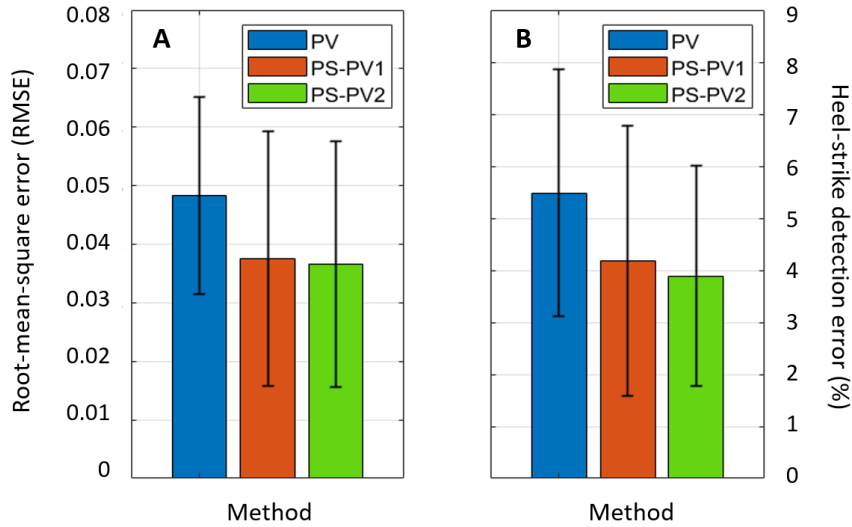 Root-mean-square error (RMSE)
0.08
0.07
0.06
0.05
0.04
0.03
0.02
0.01
0
A
PV
PS-PV1
PS-PV2
Method
B
PV
PS-PV1
PS-PV2
Method
9
8
7
6
5
4
3
2
1
0
Heel-strike detection error (%)